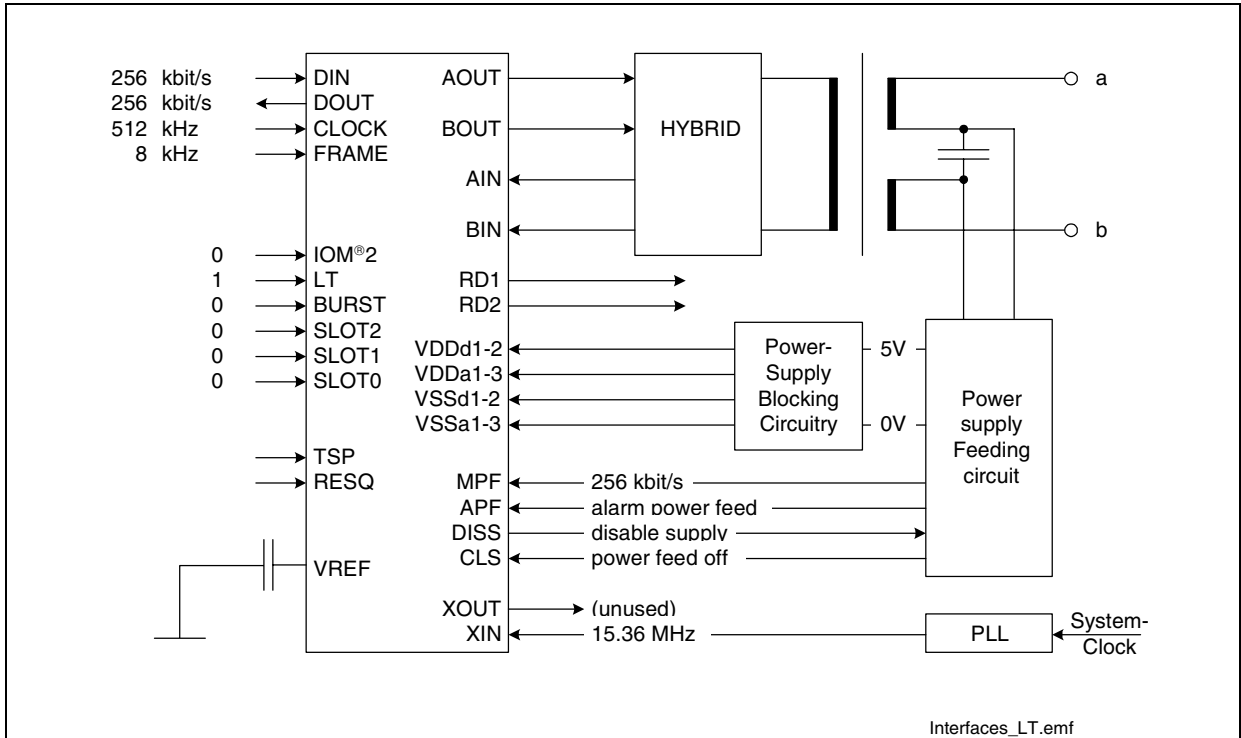 256 kbit/s DIN
256 kbit/s DOUT
512 kHz CLOCK
8 kHz FRAME
0 IOM®2
1 LT
0 BURST
0 SLOT2
0 SLOT1
0 SLOT0
TSP
RESQ
VREF
AOUT
BOUT
AIN
BIN
RD1
RD2
VDDd1-2
VDDa1-3
VSSd1-2
VSSa1-3
MPF 256 kbit/s
APF alarm power feed
DISS disable supply
CLS power feed off
XOUT (unused)
XIN 15.36 MHz
HYBRID
a
b
Power-
Supply
Blocking
Circuitry
5V
0V
Power
supply
Feeding
circuit
PLL
System-
Clock
Interfaces_LT.emf